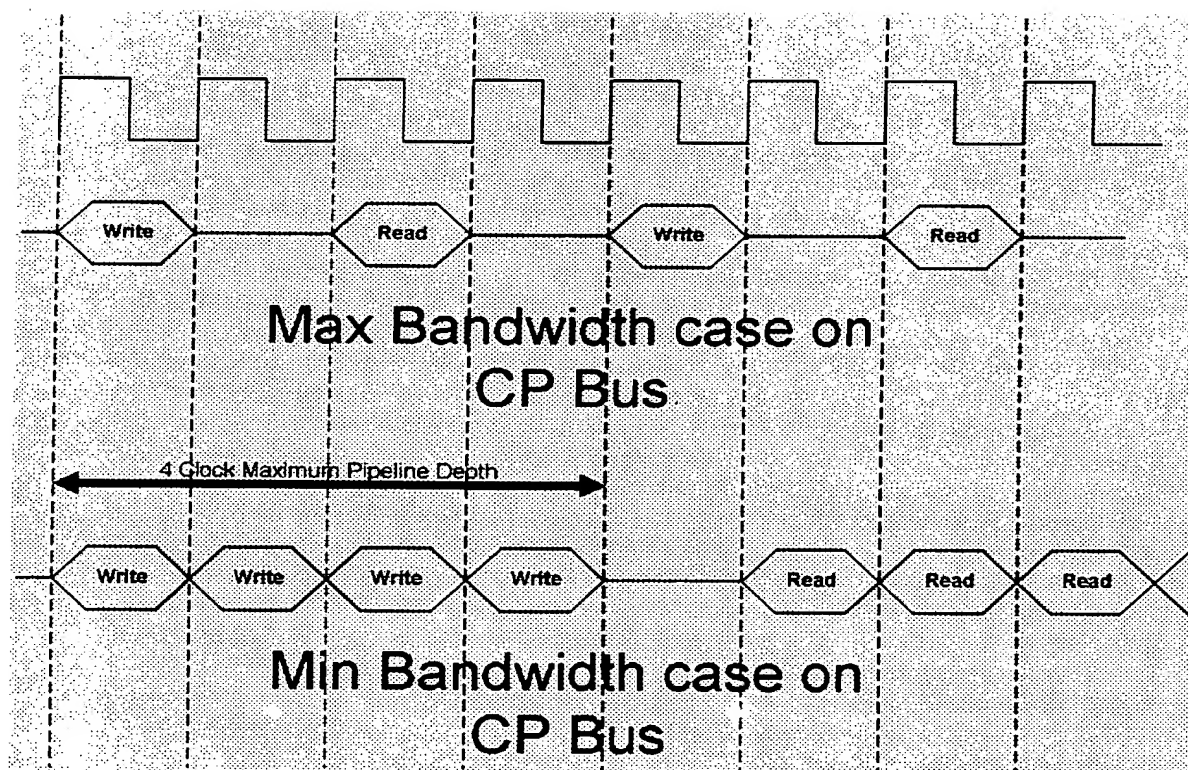 Write Read Write Read
Max Bandwidth case on
CP Bus
4 Clock Maximum Pipeline Depth
Write Write Write Write Read Read Read
Min Bandwidth case on
CP Bus